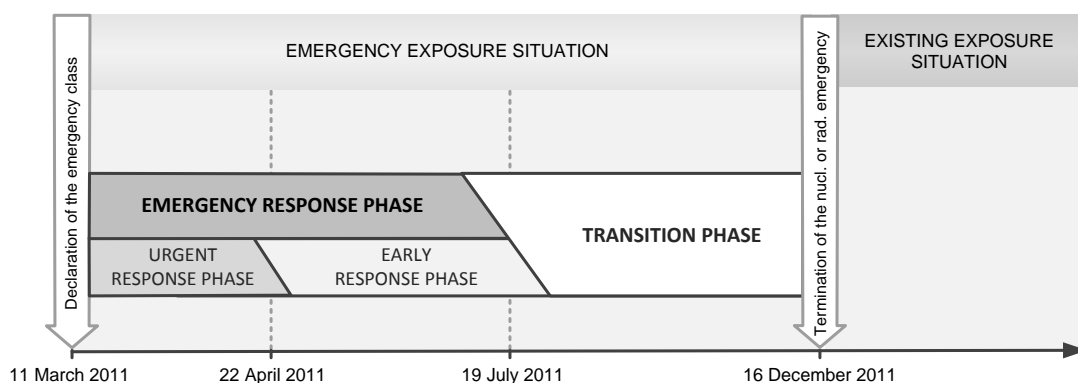 EMERGENCY EXPOSURE SITUATION
EXISTING EXPOSURE
SITUATION
Declaration of the emergency class
Termination of the nucl. or rad. emergency
EMERGENCY RESPONSE PHASE
TRANSITION PHASE
URGENT
RESPONSE PHASE
EARLY
RESPONSE PHASE
11 March 2011
22 April 2011
19 July 2011
16 December 2011